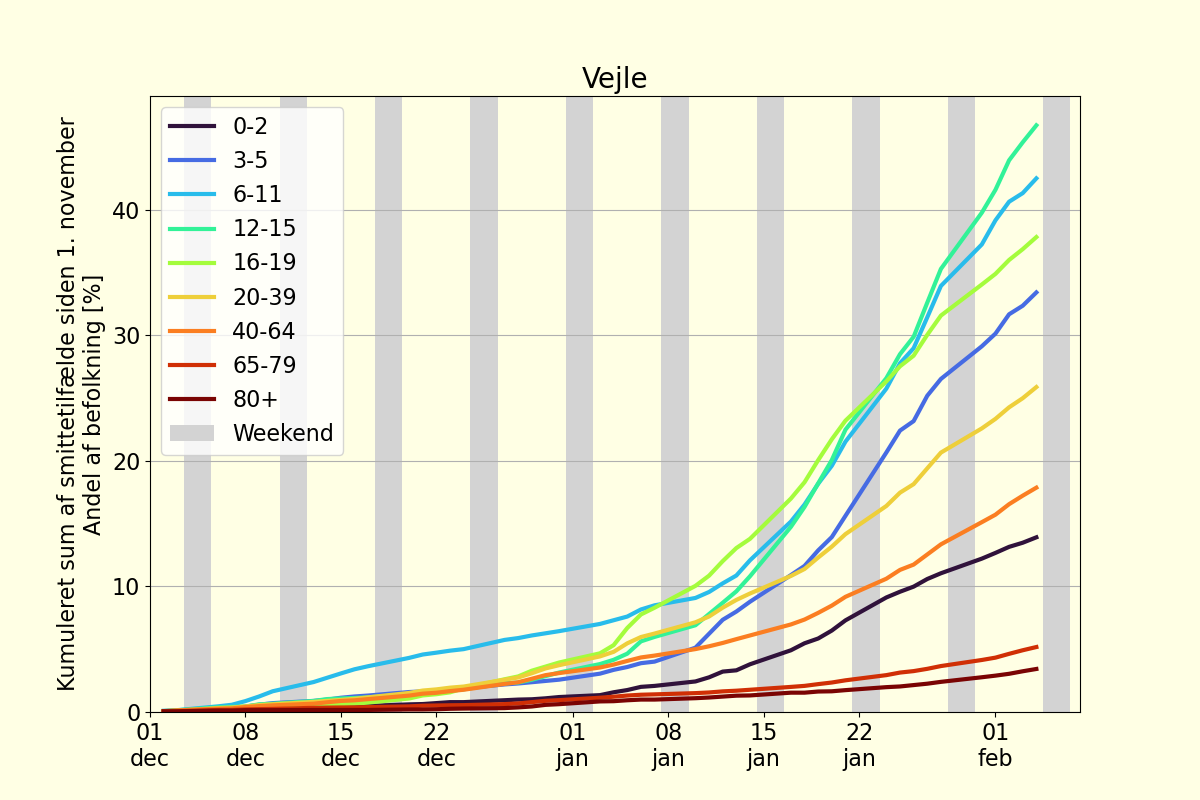 Vejle
Kumuleret sum af smittetilfælde siden 1. november
Andel af befolkning [%]
40
30
20
10
0
0-2
3-5
6-11
12-15
16-19
20-39
40-64
65-79
80+
Weekend
01 08 15 22 01 08 15 22 01
dec dec dec dec jan jan jan jan feb